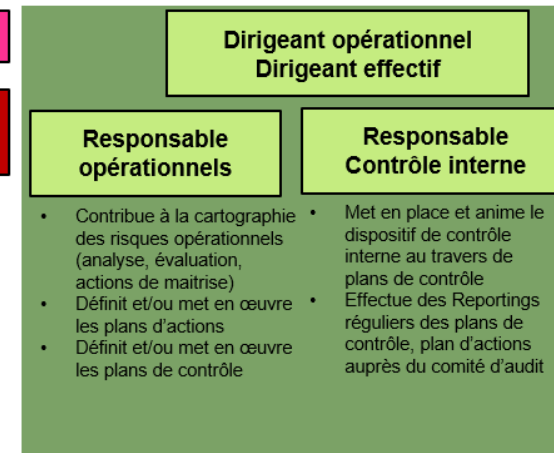 Dirigeant opérationnel
Dirigeant effectif
Responsable
opérationnels
• Contribue à la cartographie
des risques opérationnels
(analyse, évaluation,
actions de maitrise)
• Définit et/ou met en œuvre
les plans d’actions
• Définit et/ou met en œuvre
les plans de contrôle
Responsable
Contrôle interne
• Met en place et anime le
dispositif de contrôle
interne au travers de
plans de contrôle
• Effectue des Reportings
réguliers des plans de
contrôle, plan d’actions
auprès du comité d’audit